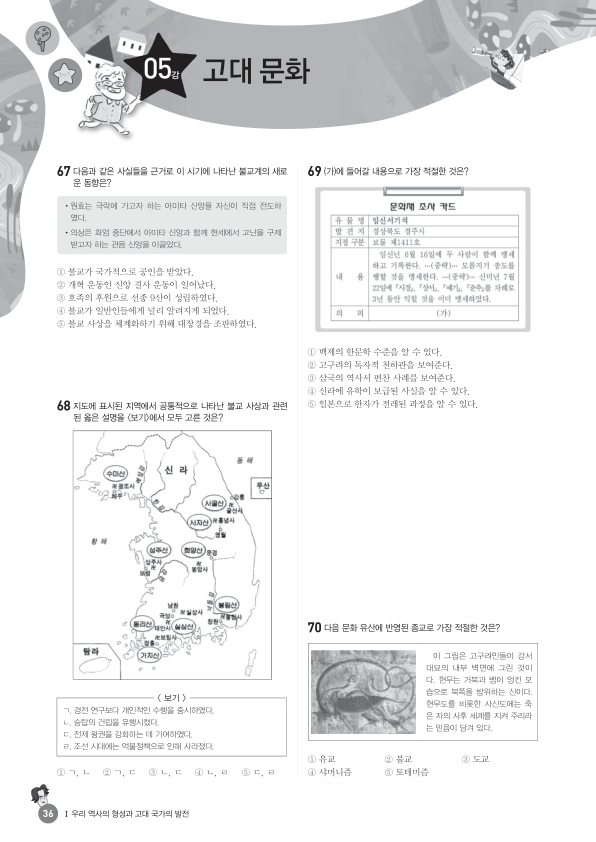 05강 고대 문화
67 다음과 같은 사실들을 근거로 이 시기에 나타난 불교계의 새로
운 동향은?
• 원효는 극락에 가고자 하는 아미타 신앙을 자신이 직접 전도하
였다.
• 의상은 화엄 종단에서 아미타 신앙과 함께 현세에서 고난을 구제
받고자 하는 관음 신앙을 이끌었다.
① 불교가 국가적으로 공인을 받았다.
② 개혁 운동인 신앙 결사 운동이 일어났다.
③ 호족의 후원으로 선종 9산이 성립하였다.
④ 불교가 일반인들에게 널리 알려지게 되었다.
⑤ 불교 사상을 체계화하기 위해 대장경을 조판하였다.
68 지도에 표시된 지역에서 공통적으로 나타난 불교 사상과 관련
된 옳은 설명을 <보기>에서 모두 고른 것은?
동해
신라
수미산
광조사
해주
예성강
한강
우산
사굴산
강릉
굴산사
사자산
흥녕사
영월
황해
성주산
성주사
보령
희양산
문경
봉암사
남원
실상사
곡성
동리산
태안사
실상산
봉림산
봉림사
창원
낙동강
보림사
장흥
가지산
탐라
< 보기 >
ㄱ. 경전 연구보다 개인적인 수행을 중시하였다.
ㄴ. 승탑의 건립을 유행시켰다.
ㄷ. 전제 왕권을 강화하는 데 기여하였다.
ㄹ. 조선 시대에는 억불정책으로 인해 사라졌다.
① ㄱ, ㄴ ② ㄱ, ㄷ ③ ㄴ, ㄷ ④ ㄴ, ㄹ ⑤ ㄷ, ㄹ
69 (가)에 들어갈 내용으로 가장 적절한 것은?
문화재 조사 카드
유 물 명 임신서기석
발 견 지 경상북도 경주시
지정 구분 보물 제1411호
내 용
임신년 6월 16일에 두 사람이 함께 맹세
하고 기록한다. …(중략)… 모름지기 충도를
행할 것을 맹세한다. …(중략)… 신미년 7월
22일에 『시경』, 『상서』, 『예기』, 『춘추』를 차례로
3년 동안 익힐 것을 이미 맹세하였다.
의 의 (가)
① 백제의 한문학 수준을 알 수 있다.
② 고구려의 독자적 천하관을 보여준다.
③ 삼국의 역사서 편찬 사례를 보여준다.
④ 신라에 유학이 보급된 사실을 알 수 있다.
⑤ 일본으로 한자가 전래된 과정을 알 수 있다.
70 다음 문화 유산에 반영된 종교로 가장 적절한 것은?
이 그림은 고구려인들이 강서
대묘의 내부 벽면에 그린 것이
다. 현무는 거북과 뱀이 엉킨 모
습으로 북쪽을 방위하는 신이다.
현무도를 비롯한 사신도에는 죽
은 자의 사후 세계를 지켜 주리라
는 믿음이 담겨 있다.
① 유교 ② 불교 ③ 도교
④ 샤머니즘 ⑤ 토테미즘
36 Ⅰ 우리 역사의 형성과 고대 국가의 발전